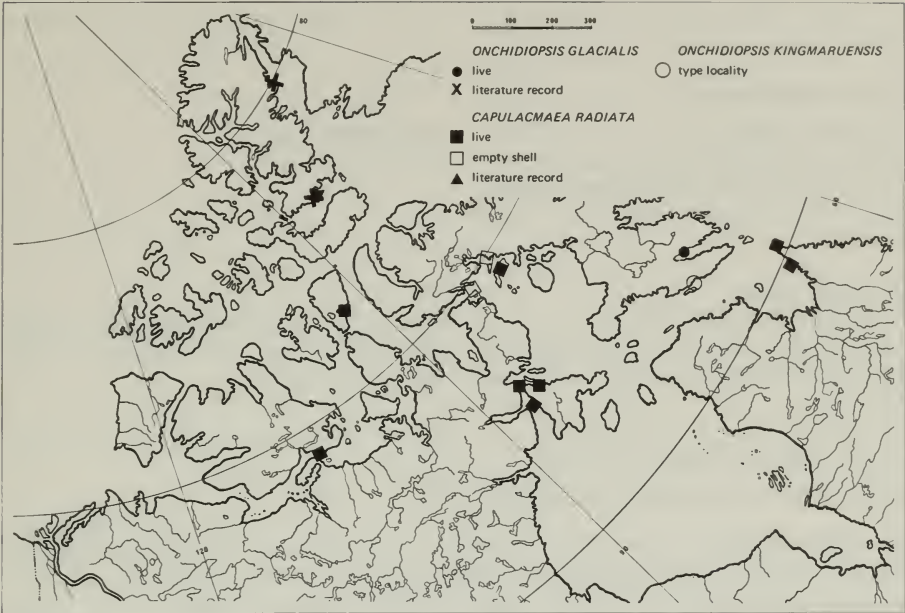 80
0 100 200 300
ONCHIDIOPSIS GLACIALIS
live
literature record
ONCHIDIOPSIS KINGMARUENSIS
type locality
CAPULACMAEA RADIATA
live
empty shell
literature record
60
120